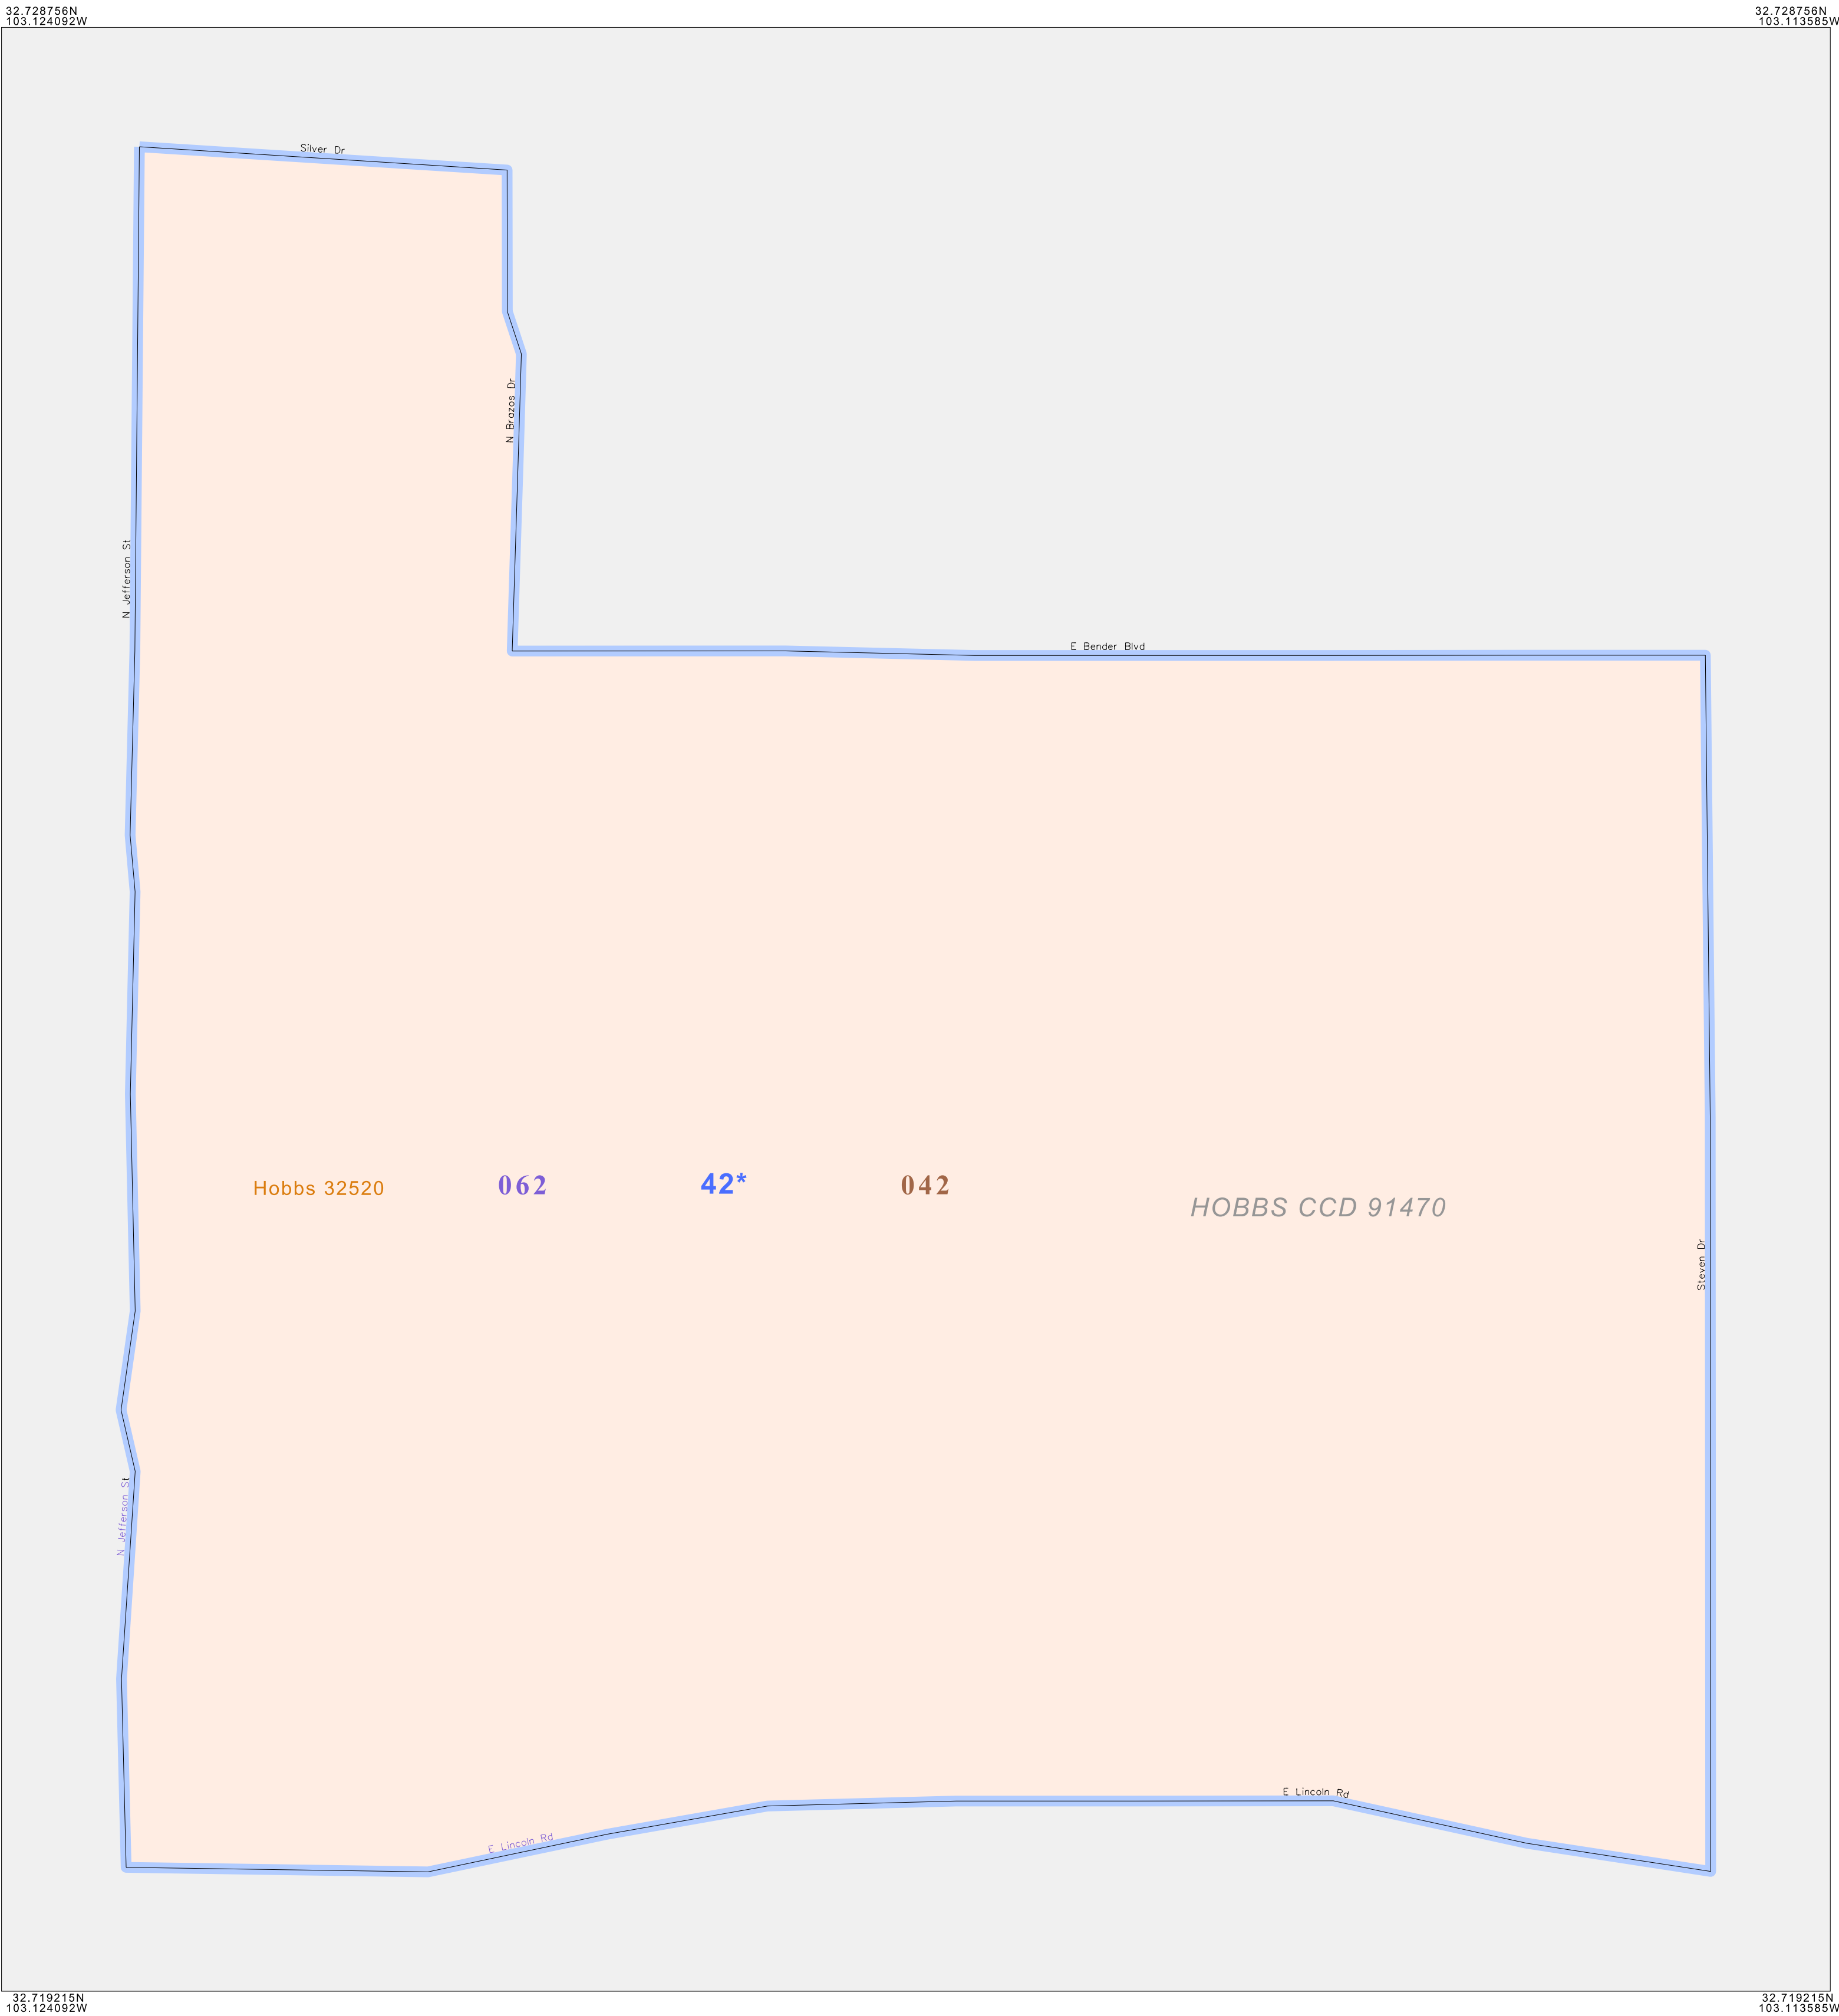 32.728756N
103.124092W
32.728756N
103.113585W
Silver Dr
N Brazos Dr
N Jefferson St
E Bender Blvd
Hobbs 32520
062
42*
042
HOBBS CCD 91470
Steven Dr
N Jefferson St
E Lincoln Rd
E Lincoln Rd
32.719215N
103.124092W
32.719215N
103.113585W